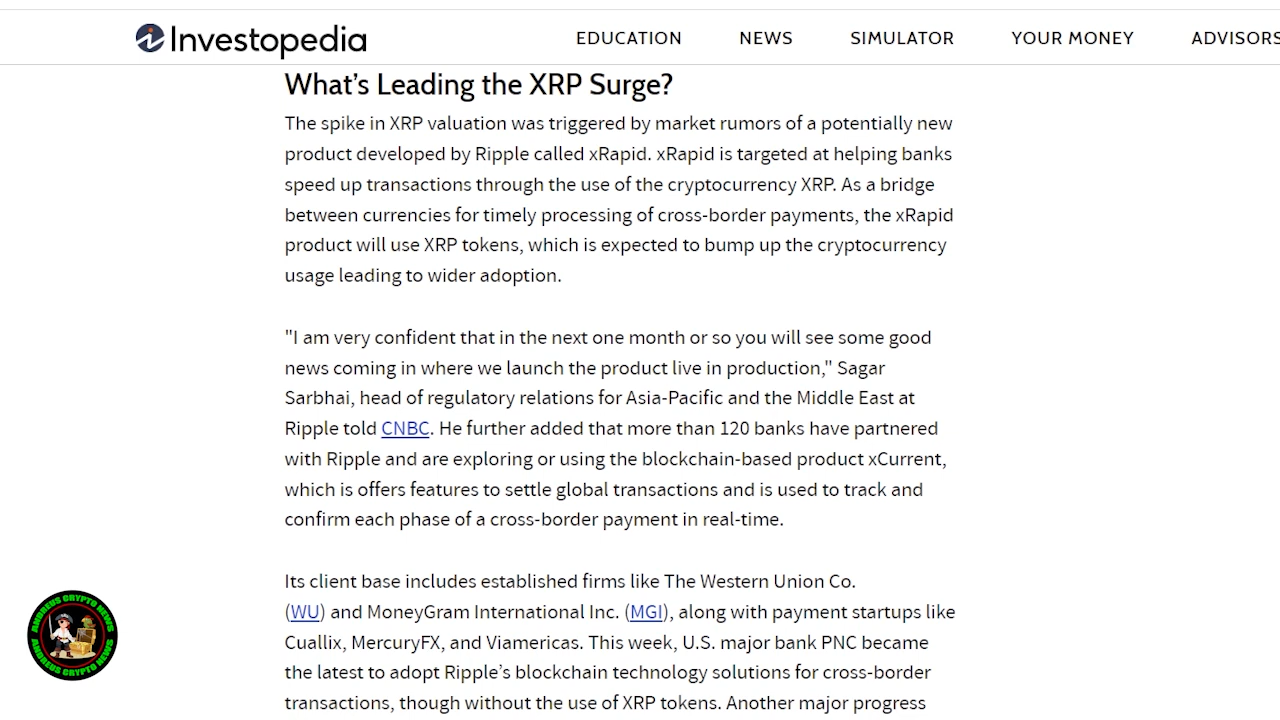 Investopedia
EDUCATION NEWS SIMULATOR YOUR MONEY ADVISORS
What's Leading the XRP Surge?
The spike in XRP valuation was triggered by market rumors of a potentially new
product developed by Ripple called xRapid. xRapid is targeted at helping banks
speed up transactions through the use of the cryptocurrency XRP. As a bridge
between currencies for timely processing of cross-border payments, the xRapid
product will use XRP tokens, which is expected to bump up the cryptocurrency
usage leading to wider adoption.
"I am very confident that in the next one month or so you will see some good
news coming in where we launch the product live in production," Sagar
Sarbhai, head of regulatory relations for Asia-Pacific and the Middle East at
Ripple told CNBC. He further added that more than 120 banks have partnered
with Ripple and are exploring or using the blockchain-based product xCurrent,
which is offers features to settle global transactions and is used to track and
confirm each phase of a cross-border payment in real-time.
Its client base includes established firms like The Western Union Co.
(WU) and MoneyGram International Inc. (MGI), along with payment startups like
Cuallix, MercuryFX, and Viamericas. This week, U.S. major bank PNC became
the latest to adopt Ripple's blockchain technology solutions for cross-border
transactions, though without the use of XRP tokens. Another major progress
ANDREUS CRYPTO NEWS
ANDREUS CRYPTO NEWS